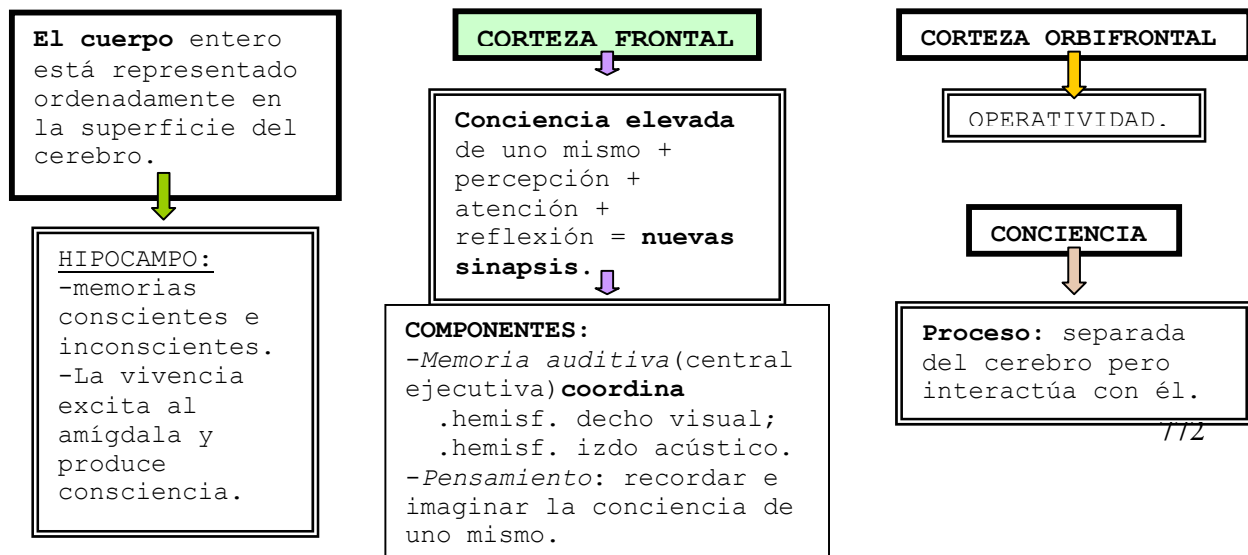 El cuerpo entero
está representado
ordenadamente en
la superficie del
cerebro.
HIPOCAMPO:
-memorias
conscientes e
inconscientes.
-La vivencia
excita al
amígdala y
produce
consciencia.
CORTEZA FRONTAL
Conciencia elevada
de uno mismo +
percepción +
atención +
reflexión = nuevas
sinapsis.
COMPONENTES:
-Memoria auditiva(central
ejecutiva)coordina
.hemisf. decho visual;
.hemisf. izdo acústico.
-Pensamiento: recordar e
imaginar la conciencia de
uno mismo.
CORTEZA ORBIFRONTAL
OPERATIVIDAD.
CONCIENCIA
Proceso: separada
del cerebro pero
interactúa con él.
772